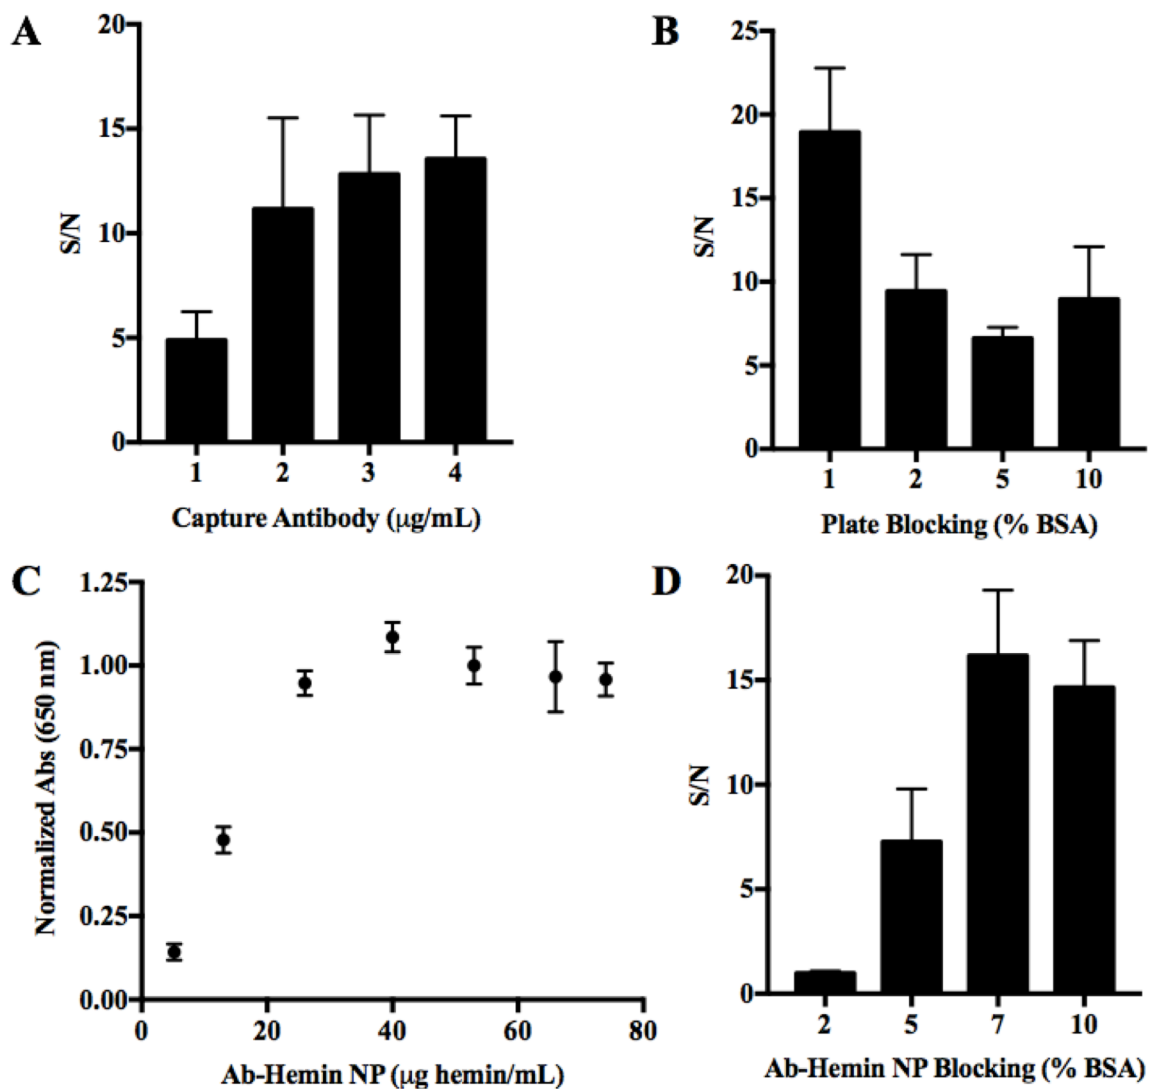 A
20
15
10
5
0
S/N
1 2 3 4
Capture Antibody (μg/mL)
B
25
20
15
10
5
0
S/N
1 2 5 10
Plate Blocking (% BSA)
C
1.25
1.00
0.75
0.50
0.25
0.00
Normalized Abs (650 nm)
0 20 40 60 80
Ab-Hemin NP (μg hemin/mL)
D
20
15
10
5
0
S/N
2 5 7 10
Ab-Hemin NP Blocking (% BSA)